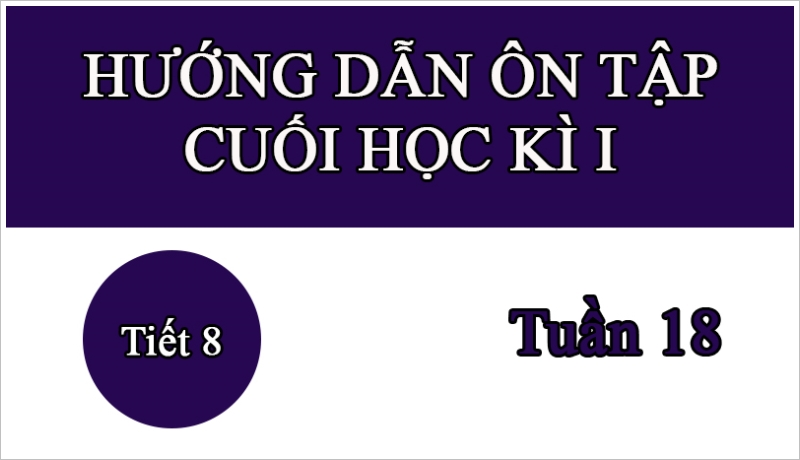 HƯỚNG DẪN ÔN TẬP
CUỐI HỌC KÌ I
Tiết 8
Tuần 18